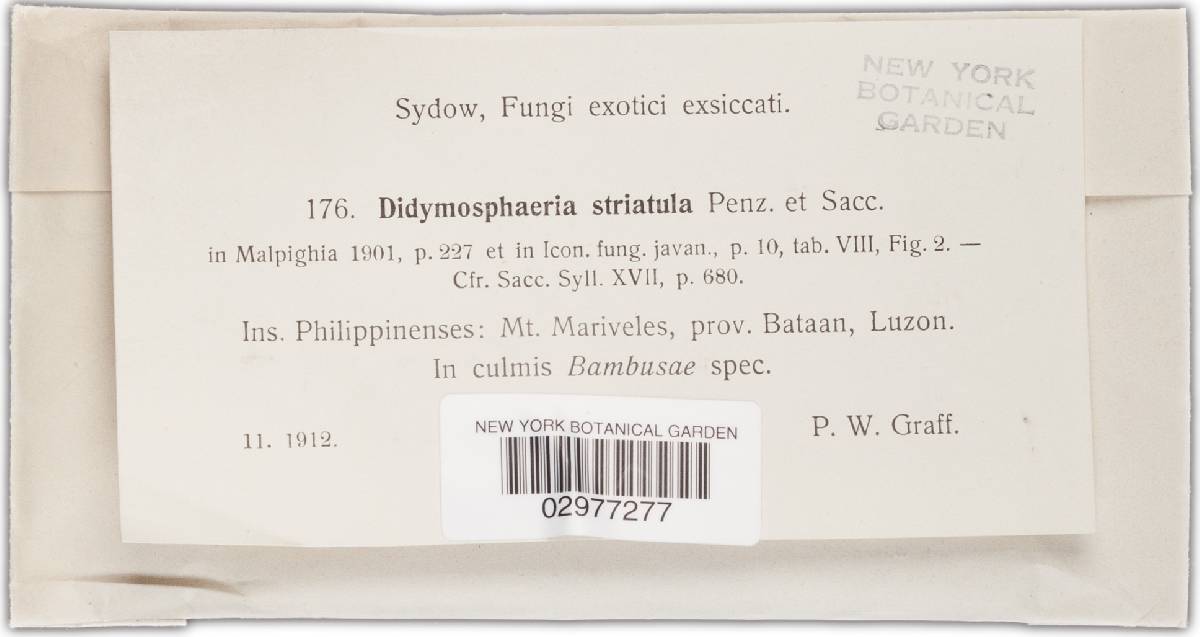 NEW YORK
BOTANICAL
GARDEN
Sydow, Fungi exotici exsiccati.
176. Didymosphaeria striatula Penz. et Sacc.
in Malpighia 1901, p. 227 et in Icon. fung. javan., p. 10, tab. VIII, Fig. 2. —
Cfr. Sacc. Syll. XVII, p. 680.
Ins. Philippinenses: Mt. Mariveles, prov. Bataan, Luzon.
In culmis Bambusae spec.
11. 1912.
P. W. Graff.
NEW YORK BOTANICAL GARDEN
02977277